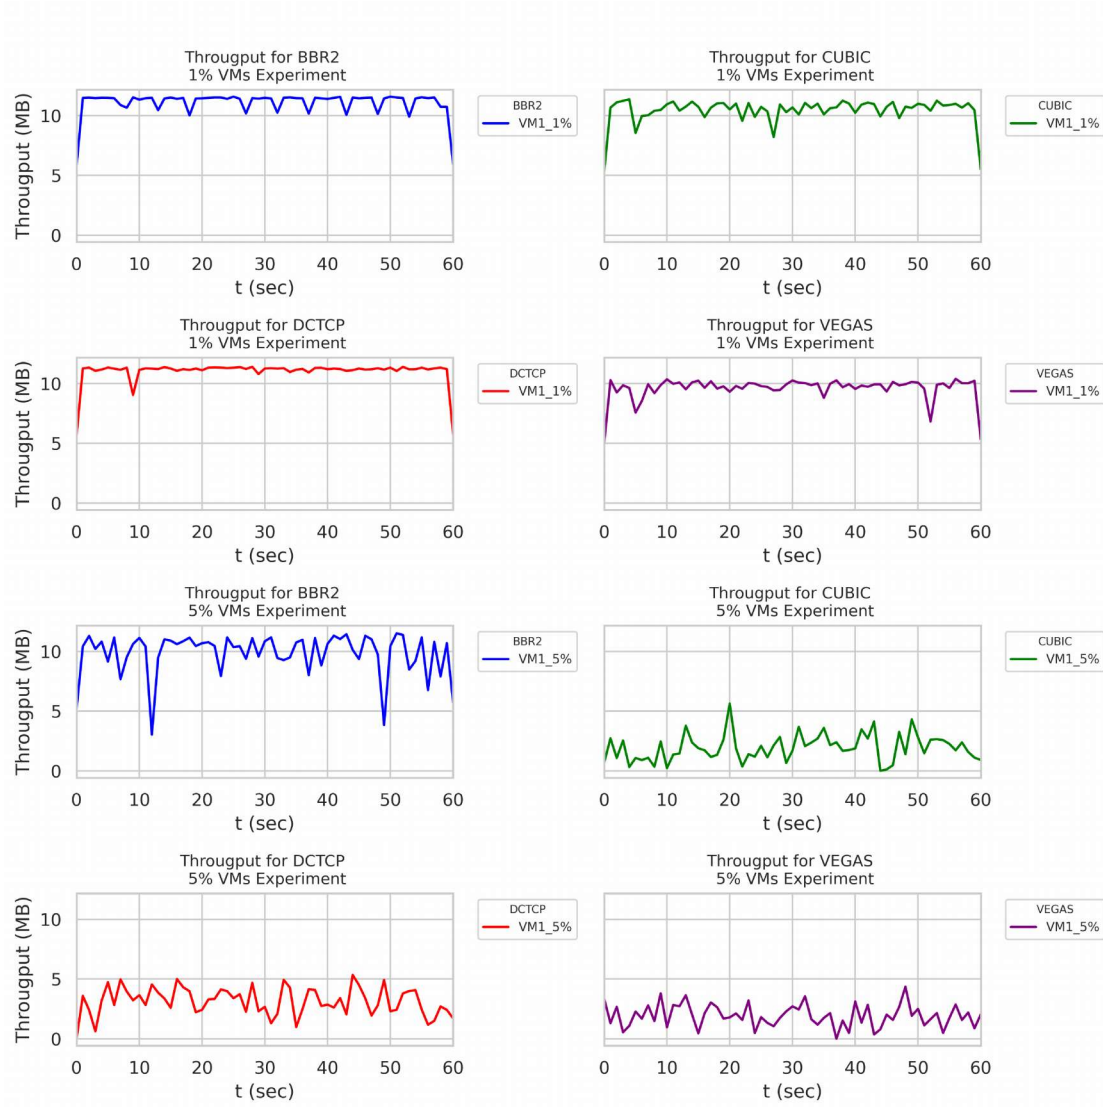 Througput for BBR2
1% VMs Experiment
Througput (MB)
10
5
0
0 10 20 30 40 50 60
t (sec)
BBR2
VM1_1%
Througput for CUBIC
1% VMs Experiment
0 10 20 30 40 50 60
t (sec)
CUBIC
VM1_1%
Througput for DCTCP
1% VMs Experiment
Througput (MB)
10
5
0
0 10 20 30 40 50 60
t (sec)
DCTCP
VM1_1%
Througput for VEGAS
1% VMs Experiment
0 10 20 30 40 50 60
t (sec)
VEGAS
VM1_1%
Througput for BBR2
5% VMs Experiment
Througput (MB)
10
5
0
0 10 20 30 40 50 60
t (sec)
BBR2
VM1_5%
Througput for CUBIC
5% VMs Experiment
0 10 20 30 40 50 60
t (sec)
CUBIC
VM1_5%
Througput for DCTCP
5% VMs Experiment
Througput (MB)
10
5
0
0 10 20 30 40 50 60
t (sec)
DCTCP
VM1_5%
Througput for VEGAS
5% VMs Experiment
0 10 20 30 40 50 60
t (sec)
VEGAS
VM1_5%